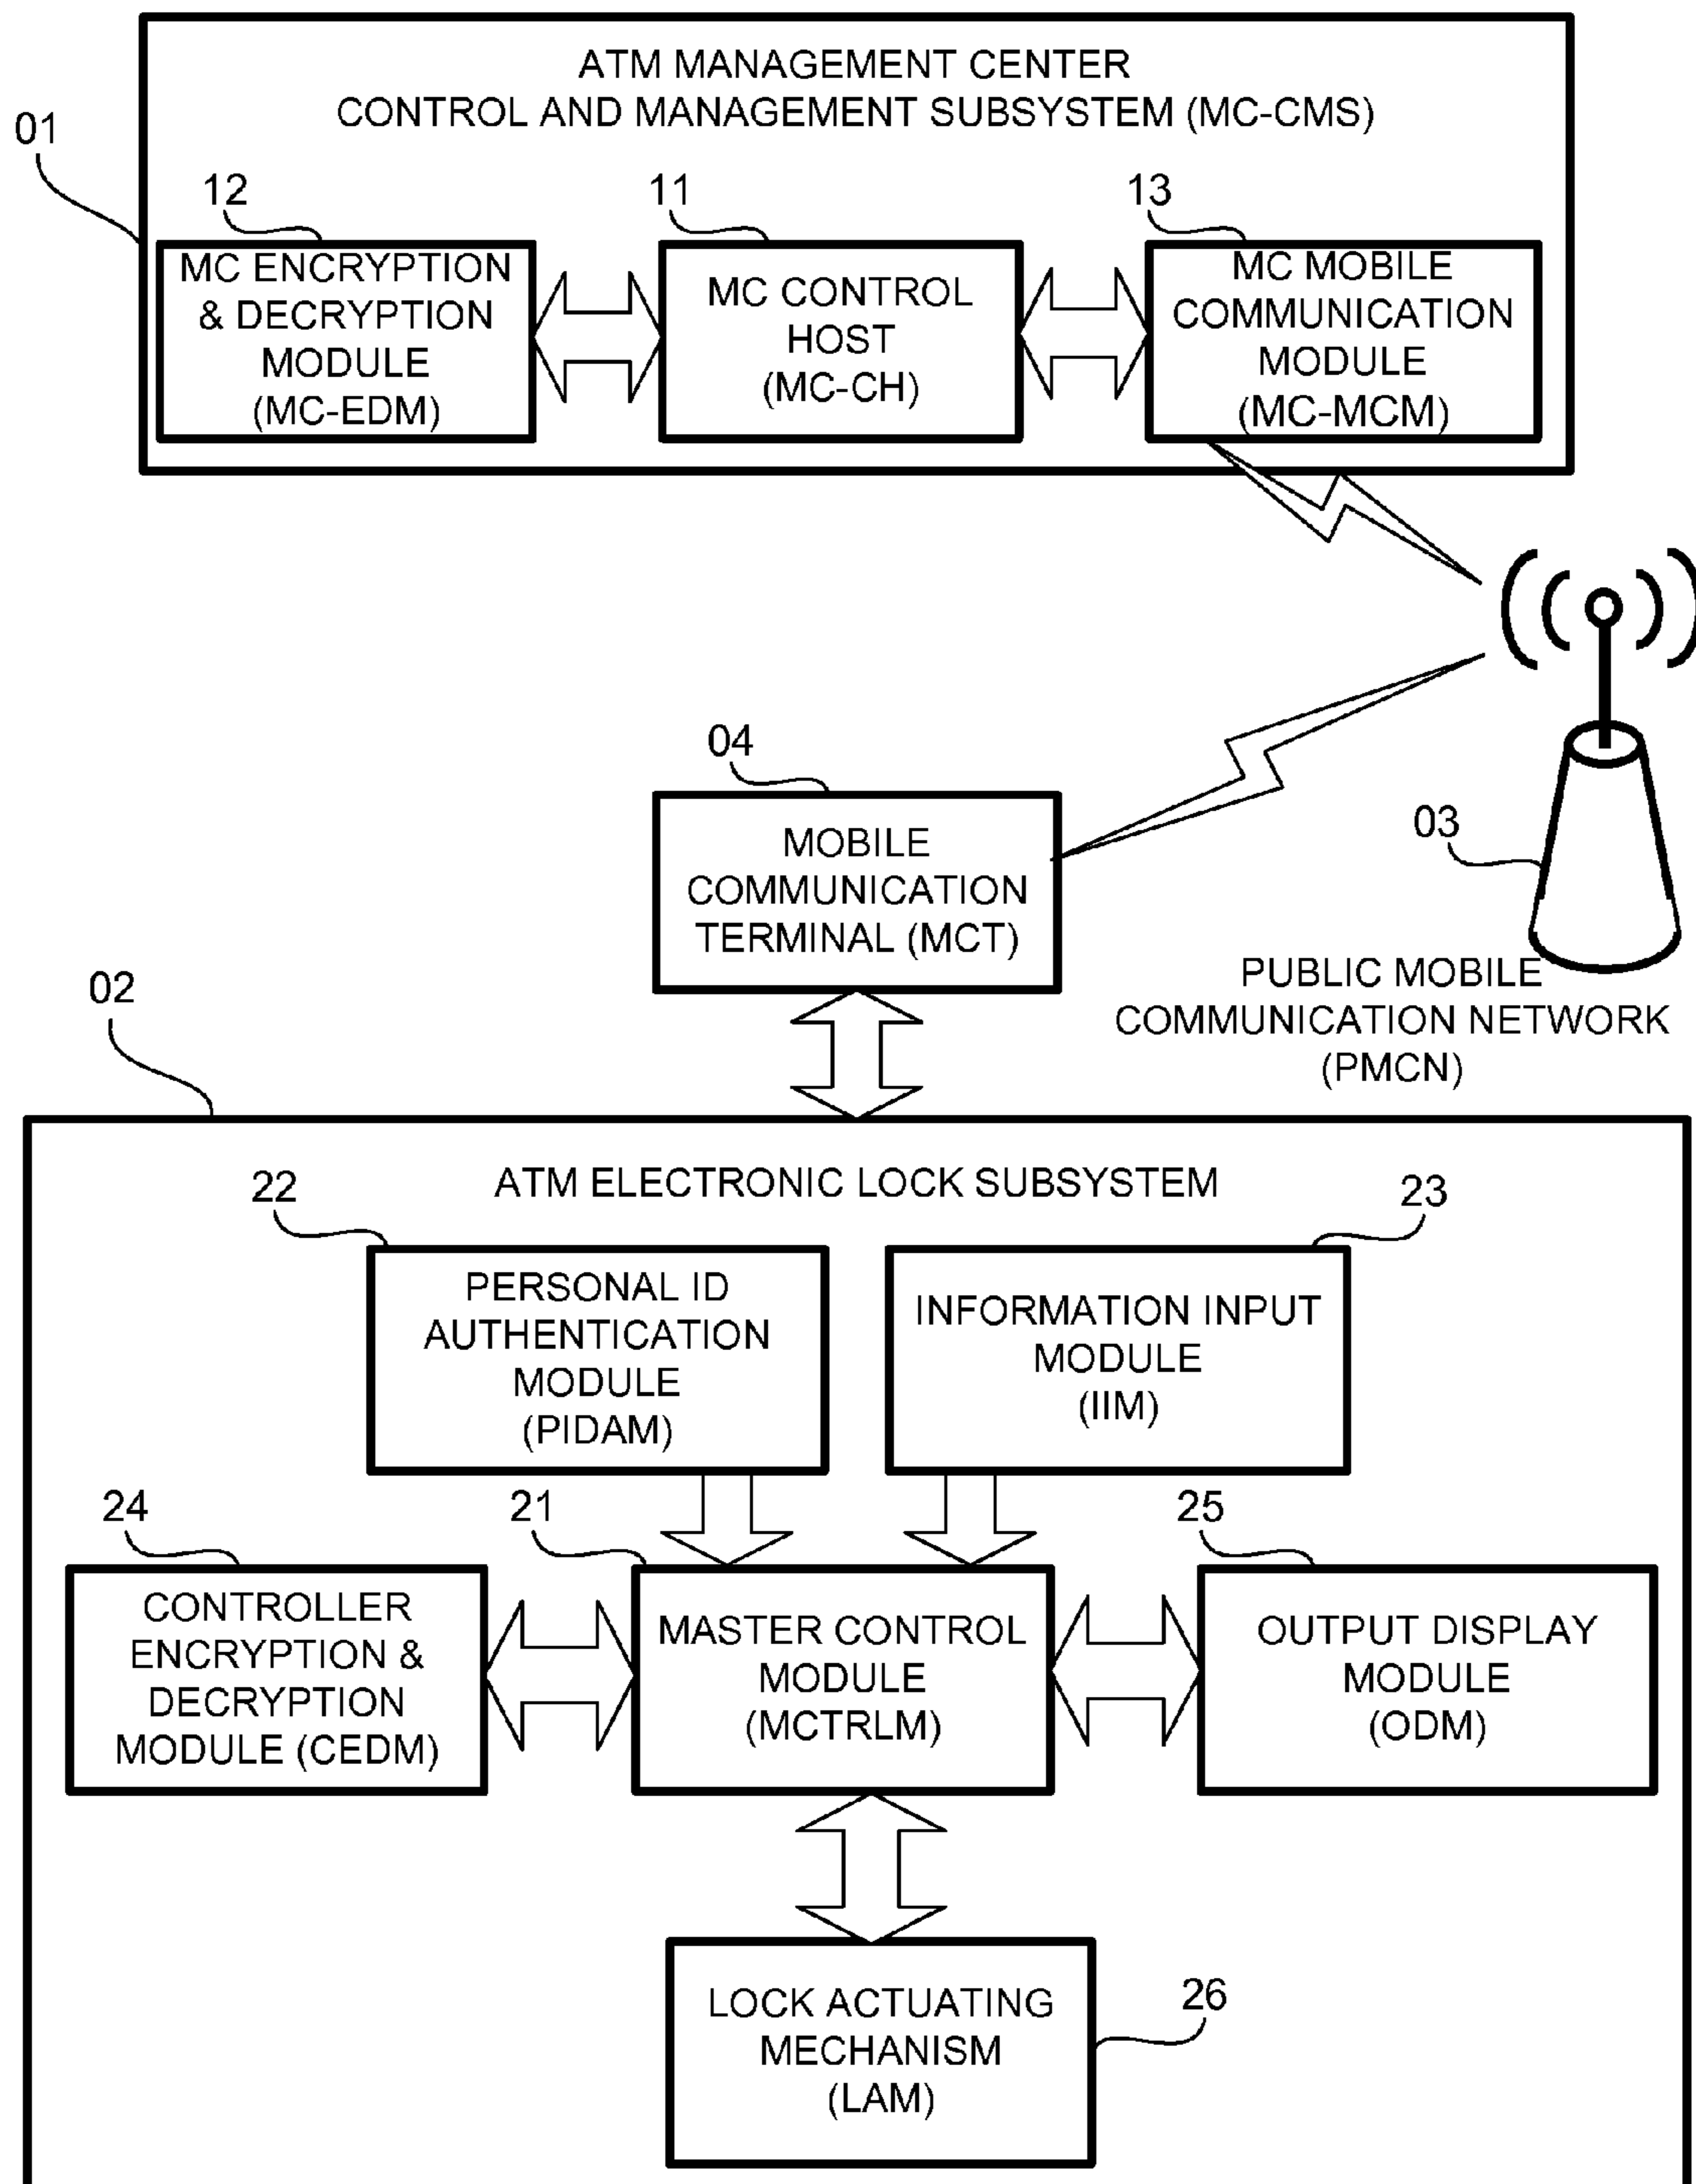 ATM MANAGEMENT CENTER
CONTROL AND MANAGEMENT SUBSYSTEM (MC-CMS)
01
12
11
13
MC ENCRYPTION
& DECRYPTION
MODULE
(MC-EDM)
MC CONTROL
HOST
(MC-CH)
MC MOBILE
COMMUNICATION
MODULE
(MC-MCM)
04
MOBILE
COMMUNICATION
TERMINAL (MCT)
03
PUBLIC MOBILE
COMMUNICATION NETWORK
(PMCN)
02
ATM ELECTRONIC LOCK SUBSYSTEM
22
23
PERSONAL ID
AUTHENTICATION
MODULE
(PIDAM)
INFORMATION INPUT
MODULE
(IIM)
24
21
25
CONTROLLER
ENCRYPTION &
DECRYPTION
MODULE (CEDM)
MASTER CONTROL
MODULE
(MCTRLM)
OUTPUT DISPLAY
MODULE
(ODM)
LOCK ACTUATING
MECHANISM
(LAM)
26